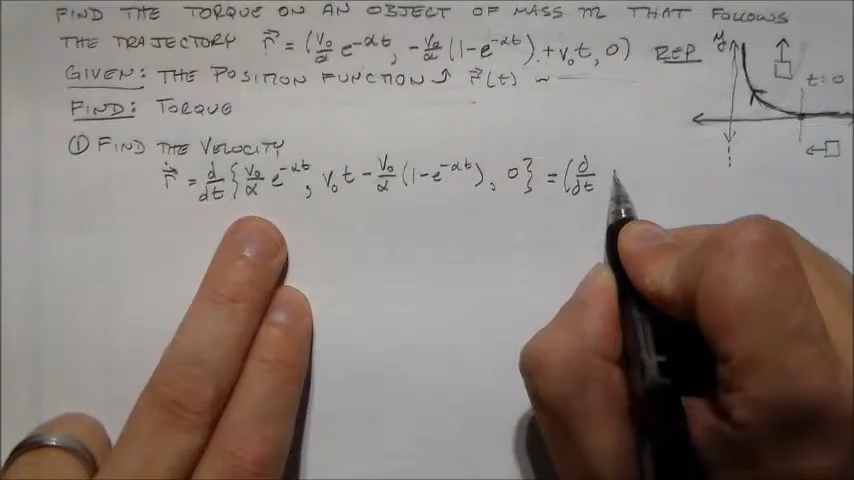 FIND THE TORQUE ON AN OBJECT OF MASS m THAT FOLLOWS
THE TRAJECTORY r⃗ = (v₀/α e^-αt, -v₀/α (1-e^-αt) + v₀t, 0) REP
GIVEN: THE POSITION FUNCTION r⃗(t) ~
FIND: TORQUE
① FIND THE VELOCITY
ṙ⃗ = d/dt {v₀/α e^-αt, v₀t - v₀/α (1-e^-αt), 0} = (d/dt
y
t=0